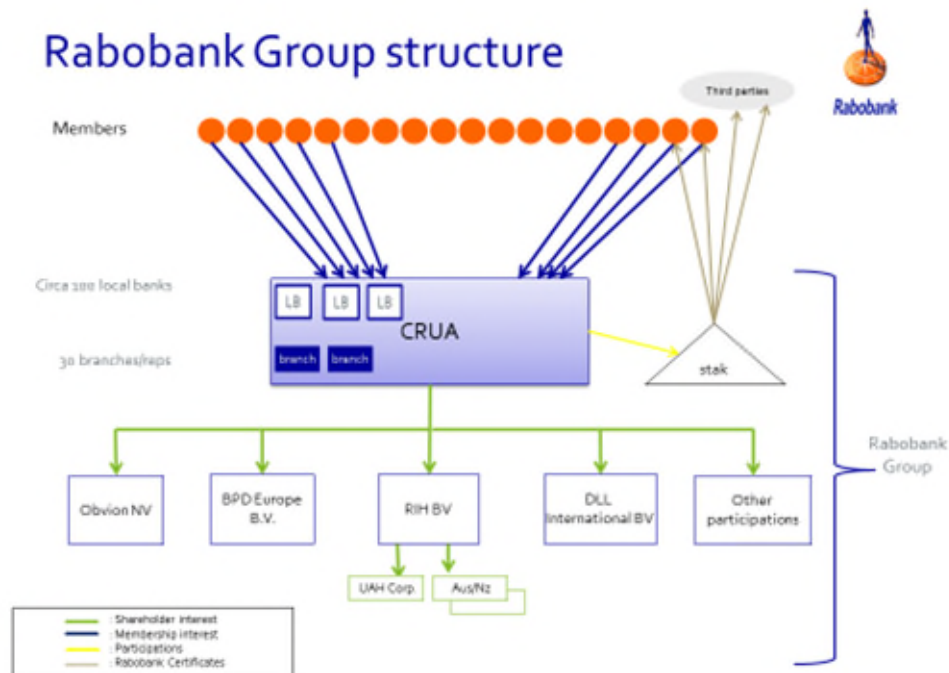 Rabobank Group structure
Third parties
Rabobank
Members
Circa 100 local banks
LB
LB
LB
CRUA
30 branches/reps
branch
branch
stak
Rabobank
Group
Obvion NV
BPD Europe
B.V.
RIH BV
DLL
International BV
Other
participations
UAH Corp.
Aus/Nz
: Shareholder interest
: Membership interest
: Participations
: Rabobank Certificates